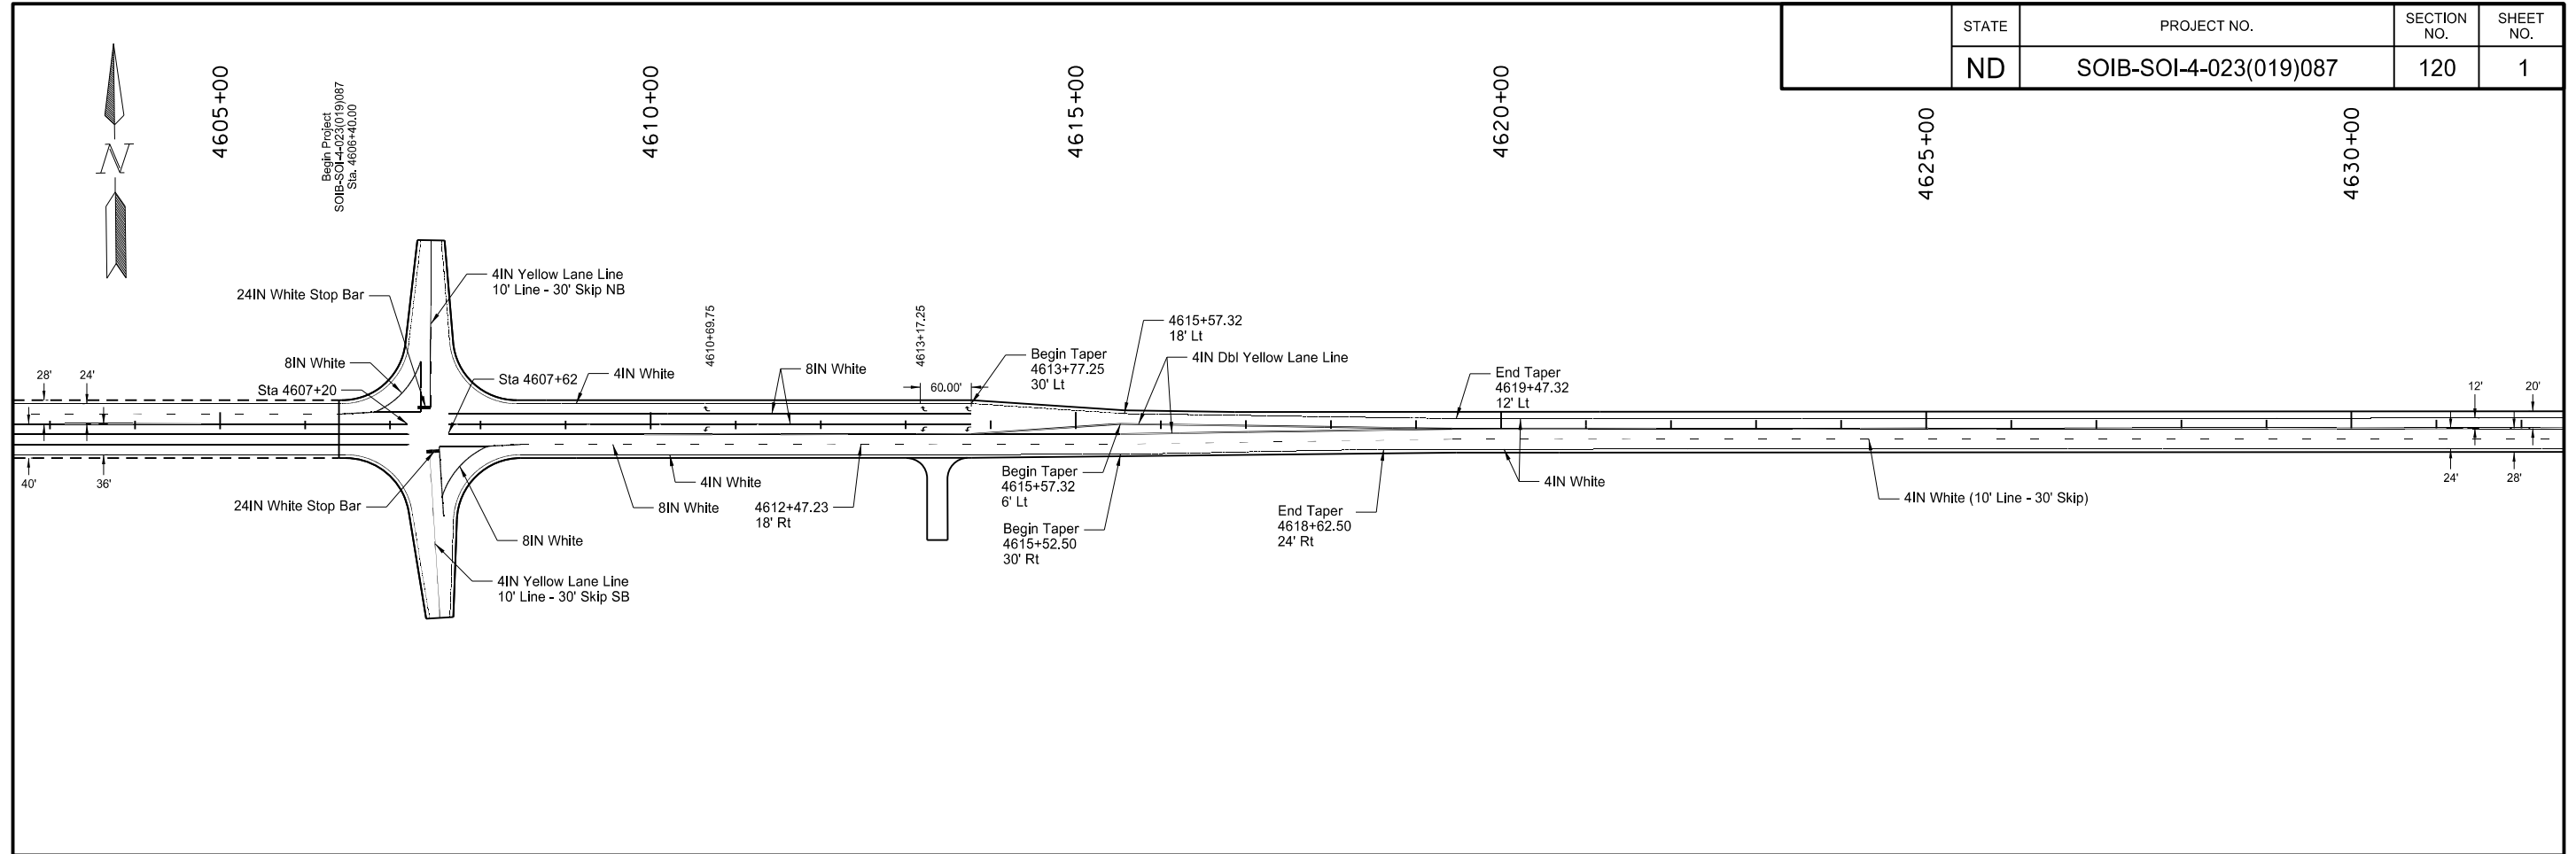 STATE
PROJECT NO.
SECTION
NO.
SHEET
NO.
ND
SOIB-SOI-4-023(019)087
120
1
N
4605+00
Begin Project
SOIB-SOI-4-023(019)087
Sta. 4606+40.00
4610+00
4615+00
4620+00
4625+00
4630+00
24IN White Stop Bar
4IN Yellow Lane Line
10' Line - 30' Skip NB
4610+69.75
4613+17.25
8IN White
28'
24'
Sta 4607+20
Sta 4607+62
4IN White
8IN White
60.00'
Begin Taper
4613+77.25
30' Lt
4615+57.32
18' Lt
4IN Dbl Yellow Lane Line
End Taper
4619+47.32
12' Lt
12'
20'
40'
36'
24IN White Stop Bar
8IN White
4IN Yellow Lane Line
10' Line - 30' Skip SB
8IN White
4IN White
4612+47.23
18' Rt
Begin Taper
4615+57.32
6' Lt
Begin Taper
4615+52.50
30' Rt
End Taper
4618+62.50
24' Rt
4IN White
4IN White (10' Line - 30' Skip)
24'
28'